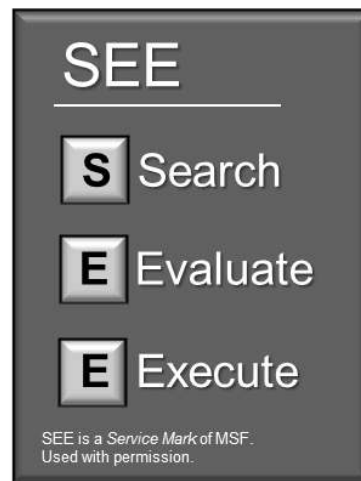 SEE
S Search
E Evaluate
E Execute
SEE is a Service Mark of MSF.
Used with permission.